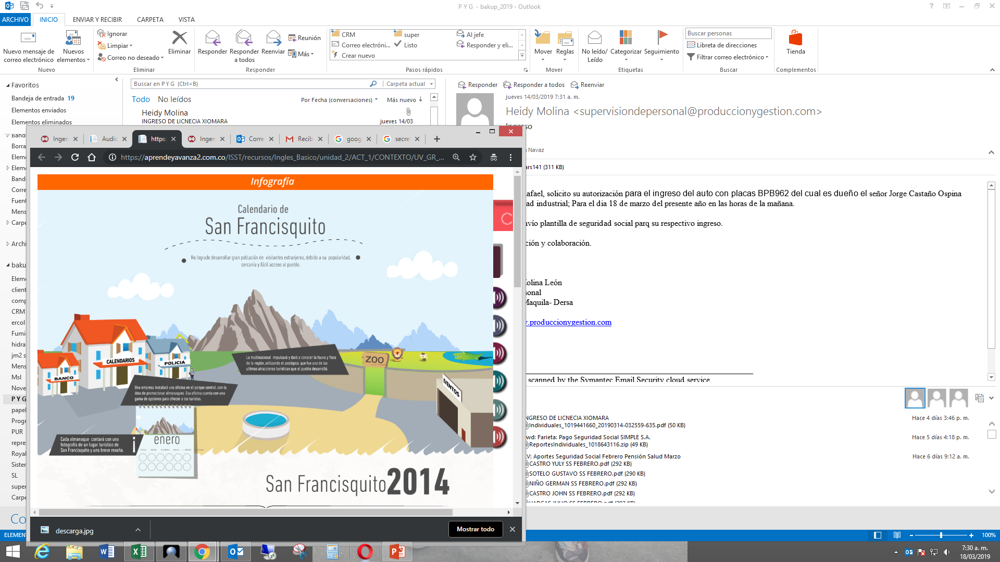 P Y G - bakup_2019 - Outlook
ARCHIVO INICIO ENVIAR Y RECIBIR CARPETA VISTA
Nuevo mensaje de correo electrónico
Nuevos elementos
Nuevo
Ignorar
Limpiar
Correo no deseado
Eliminar
Eliminar
Responder
Responder a todos
Reenviar
Reunión
Más
Responder
CRM
super
Al jefe
Correo electróni...
Listo
Responder y eli...
Crear nuevo
Pasos rápidos
Mover
Reglas
Mover
No leído/ Leído
Categorizar
Seguimiento
Etiquetas
Buscar personas
Libreta de direcciones
Filtrar correo electrónico
Buscar
Tienda
Complementos
Favoritos
Bandeja de entrada 19
Elementos enviados
Elementos eliminados
Band
Borra
Eleme
Eleme
Bande
Corre
Fuent
Mens
Carpe
Archi
baku
Eleme
client
comp
CRM
ercol
Fumi
hidra
jm2 s
Mens
Msl
Nove
P Y G
papel
Progr
PUR
repre
Royal
Sister
SL
super
Carpe
Co
ELEMEN
Buscar en P Y G (Ctrl+B)
Carpeta actual
Todo No leídos
Por Fecha (conversaciones) Más nuevo
Heidy Molina
INGRESO DE LICNECIA XIOMARA jueves 14/03
Responder Responder a todos Reenviar
jueves 14/03/2019 7:31 a. m.
Heidy Molina <supervisiondepersonal@produccionygestion.com>
Ingreso
Navaz
ars141 (311 KB)
afael, solicito su autorización para el ingreso del auto con placas BPB962 del cual es dueño el señor Jorge Castaño Ospina
ad industrial; Para el dia 18 de marzo del presente año en las horas de la mañana.
nvío plantilla de seguridad social parq su respectivo ingreso.
ción y colaboración.
Molina León
sonal
Maquila- Dersa
.produccionygestion.com
scanned by the Symantec Email Security cloud service
NGRESO DE LICNECIA XIOMARA Hace 4 días 3:46 p. m.
Individuales_1019441660_20190314-032559-635.pdf (50 KB)
wd: Farieta: Pago Seguridad Social SIMPLE S.A. Hace 5 días 4:18 p. m.
ReportesIndividuales_1018643116.zip (49 KB)
V: Aportes Seguridad Social Febrero Pensión Salud Marzo Hace 6 días 9:12 a. m.
CASTRO YULY SS FEBRERO.pdf (292 KB)
SOTELO GUSTAVO SS FEBRERO.pdf (290 KB)
NIÑO GERMAN SS FEBRERO.pdf (292 KB)
CASTRO JOHN SS FEBRERO.pdf (292 KB)
VARGAS JULIO SS FEBRERO.pdf (292 KB)
100%
Ingen
Audic
https:
Ingen
Corre
Recib
goog
secre
https://aprendeyavanza2.com.co/ISST/recursos/Ingles_Basico/unidad_2/ACT_1/CONTEXTO/UV_GR_...
Infografía
Calendario de
San Francisquito
Ha logrado desarrollar gran población de visitantes extranjeros, debido a su popularidad,
cercanía y fácil acceso al pueblo.
C
La multinacional impulsará y dará a conocer la fauna y flora
de la región, utilizando el zoológico, que fue una de las
últimas atracciones turísticas que el pueblo desarrolló.
ZOO
CALENDARIOS
POLICIA
BANCO
EVENTOS
Una empresa instalará una oficina en el parque central, con la
idea de promocionar almanaques. Esa oficina cuenta con una
gama de opciones para ofrecer a los turistas.
Cada almanaque contará con una
fotografía de un lugar turístico de
San Francisquito y una breve reseña.
enero
San Francisquito 2014
descarga.jpg
Mostrar todo
7:30 a. m.
18/03/2019